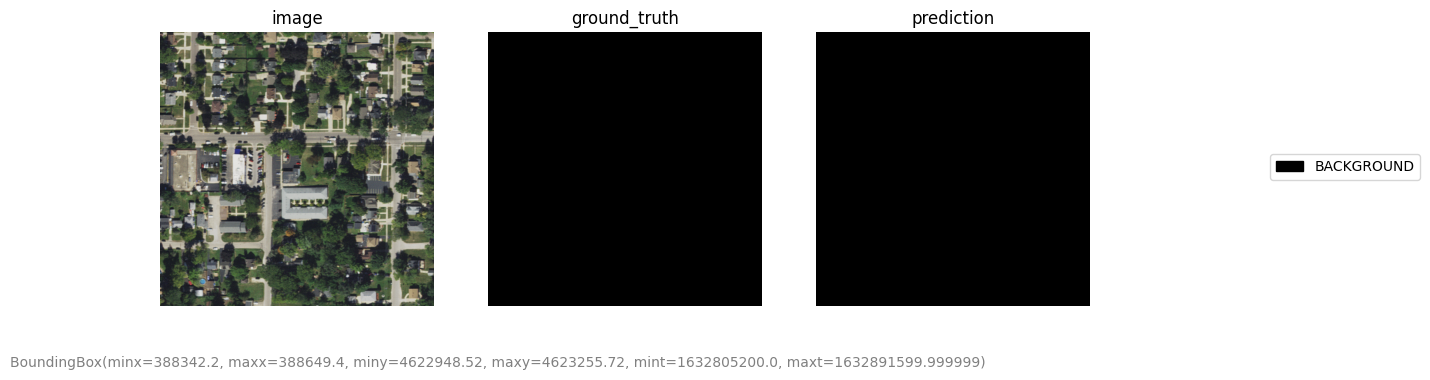 image
ground_truth
prediction
BACKGROUND
BoundingBox(minx=388342.2, maxx=388649.4, miny=4622948.52, maxy=4623255.72, mint=1632805200.0, maxt=1632891599.999999)